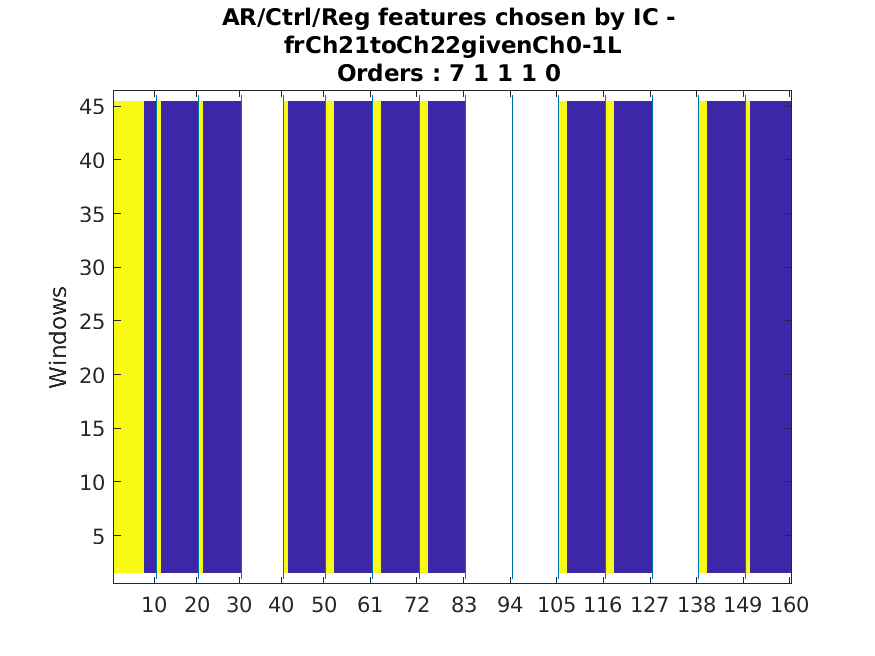 AR/Ctrl/Reg features chosen by IC -
frCh21toCh22givenCh0-1L
Orders : 7 1 1 1 0
45
40
35
30
25
20
15
10
5
Windows
10 20 30 40 50 61 72 83 94 105 116 127 138 149 160